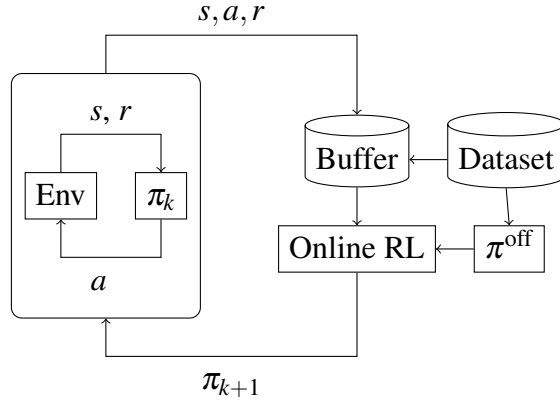 s, a, r
s, r
Env
π_k
a
Buffer
Dataset
Online RL
π^off
π_{k+1}